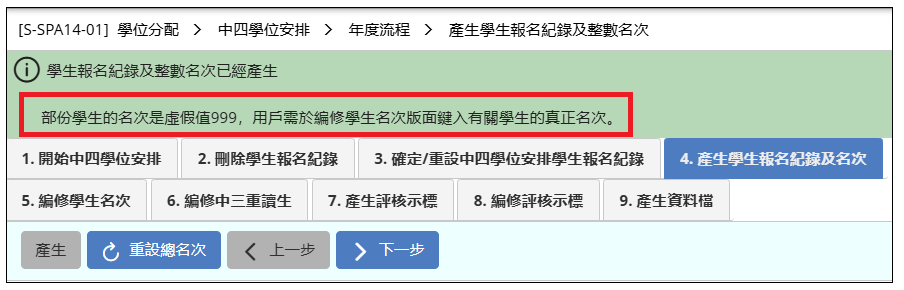 [S-SPA14-01] 學位分配 > 中四學位安排 > 年度流程 > 產生學生報名紀錄及整數名次
學生報名紀錄及整數名次已經產生
部份學生的名次是虛假值999，用戶需於編修學生名次版面鍵入有關學生的真正名次。
1. 開始中四學位安排 2. 刪除學生報名紀錄 3. 確定/重設中四學位安排學生報名紀錄 4. 產生學生報名紀錄及名次
5. 編修學生名次 6. 編修中三重讀生 7. 產生評核示標 8. 編修評核示標 9. 產生資料檔
產生 重設總名次 上一步 下一步